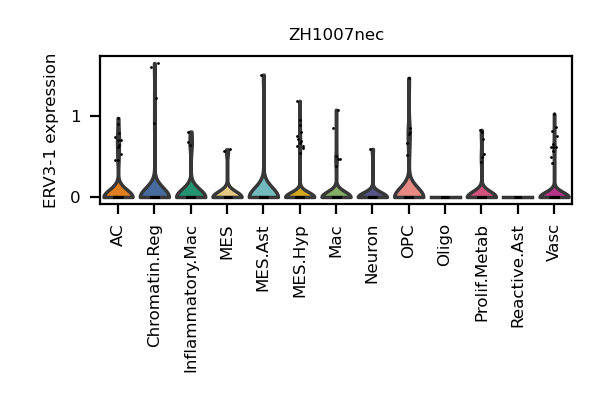 ZH1007nec
ERV3-1 expression
1
0
AC
Chromatin.Reg
Inflammatory.Mac
MES
MES.Ast
MES.Hyp
Mac
Neuron
OPC
Oligo
Prolif.Metab
Reactive.Ast
Vasc